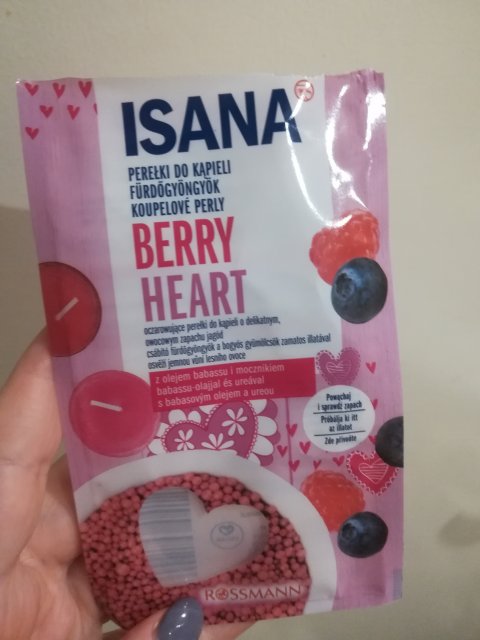 ISANA
PEREŁKI DO KĄPIELI
FÜRDŐGYÖNGYÖK
KOUPELOVÉ PERLY
BERRY
HEART
oczarowujące perełki do kąpieli o delikatnym,
owocowym zapachu jagód
csábító fürdőgyöngyök a bogyós gyümölcsök zamatos illatával
osvěží jemnou vůní lesního ovoce
z olejem babassu i mocznikiem
babassu-olajjal és ureával
s babasovým olejem a ureou
Powąchaj
i sprawdź zapach
Próbálja ki itt
az illatot
Zde přivoňte
ROSSMANN